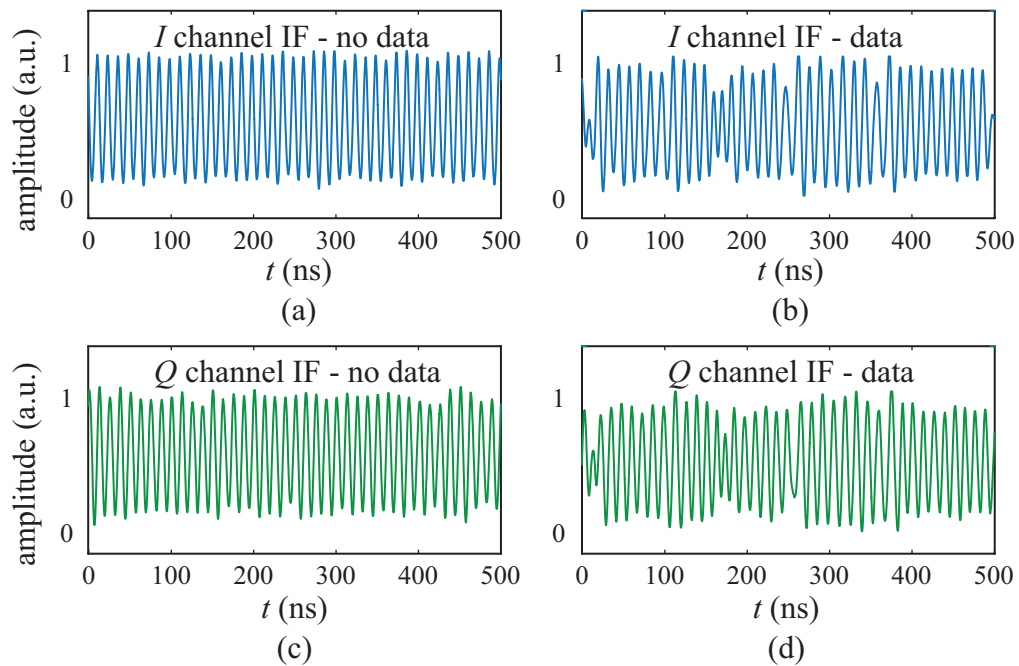 I channel IF - no data
amplitude (a.u.)
1
0
0 100 200 300 400 500
t (ns)
(a)
I channel IF - data
1
0
0 100 200 300 400 500
t (ns)
(b)
Q channel IF - no data
amplitude (a.u.)
1
0
0 100 200 300 400 500
t (ns)
(c)
Q channel IF - data
1
0
0 100 200 300 400 500
t (ns)
(d)